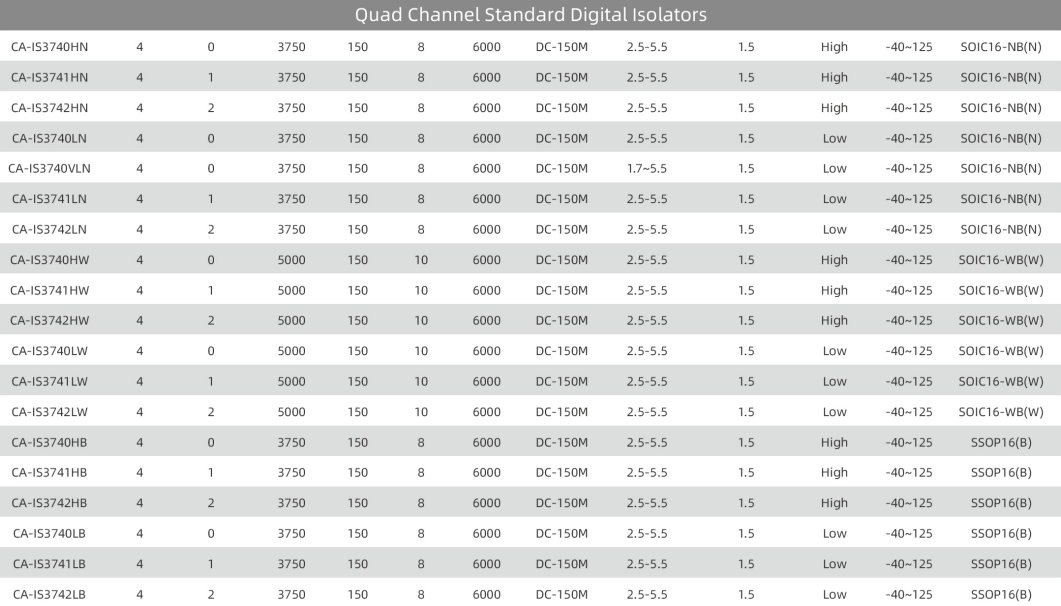 Quad Channel Standard Digital Isolators
CA-IS3740HN 4 0 3750 150 8 6000 DC-150M 2.5-5.5 1.5 High -40~125 SOIC16-NB(N)
CA-IS3741HN 4 1 3750 150 8 6000 DC-150M 2.5-5.5 1.5 High -40~125 SOIC16-NB(N)
CA-IS3742HN 4 2 3750 150 8 6000 DC-150M 2.5-5.5 1.5 High -40~125 SOIC16-NB(N)
CA-IS3740LN 4 0 3750 150 8 6000 DC-150M 2.5-5.5 1.5 Low -40~125 SOIC16-NB(N)
CA-IS3740VLN 4 0 3750 150 8 6000 DC-150M 1.7~5.5 1.5 Low -40~125 SOIC16-NB(N)
CA-IS3741LN 4 1 3750 150 8 6000 DC-150M 2.5-5.5 1.5 Low -40~125 SOIC16-NB(N)
CA-IS3742LN 4 2 3750 150 8 6000 DC-150M 2.5-5.5 1.5 Low -40~125 SOIC16-NB(N)
CA-IS3740HW 4 0 5000 150 10 6000 DC-150M 2.5-5.5 1.5 High -40~125 SOIC16-WB(W)
CA-IS3741HW 4 1 5000 150 10 6000 DC-150M 2.5-5.5 1.5 High -40~125 SOIC16-WB(W)
CA-IS3742HW 4 2 5000 150 10 6000 DC-150M 2.5-5.5 1.5 High -40~125 SOIC16-WB(W)
CA-IS3740LW 4 0 5000 150 10 6000 DC-150M 2.5-5.5 1.5 Low -40~125 SOIC16-WB(W)
CA-IS3741LW 4 1 5000 150 10 6000 DC-150M 2.5-5.5 1.5 Low -40~125 SOIC16-WB(W)
CA-IS3742LW 4 2 5000 150 10 6000 DC-150M 2.5-5.5 1.5 Low -40~125 SOIC16-WB(W)
CA-IS3740HB 4 0 3750 150 8 6000 DC-150M 2.5-5.5 1.5 High -40~125 SSOP16(B)
CA-IS3741HB 4 1 3750 150 8 6000 DC-150M 2.5-5.5 1.5 High -40~125 SSOP16(B)
CA-IS3742HB 4 2 3750 150 8 6000 DC-150M 2.5-5.5 1.5 High -40~125 SSOP16(B)
CA-IS3740LB 4 0 3750 150 8 6000 DC-150M 2.5-5.5 1.5 Low -40~125 SSOP16(B)
CA-IS3741LB 4 1 3750 150 8 6000 DC-150M 2.5-5.5 1.5 Low -40~125 SSOP16(B)
CA-IS3742LB 4 2 3750 150 8 6000 DC-150M 2.5-5.5 1.5 Low -40~125 SSOP16(B)